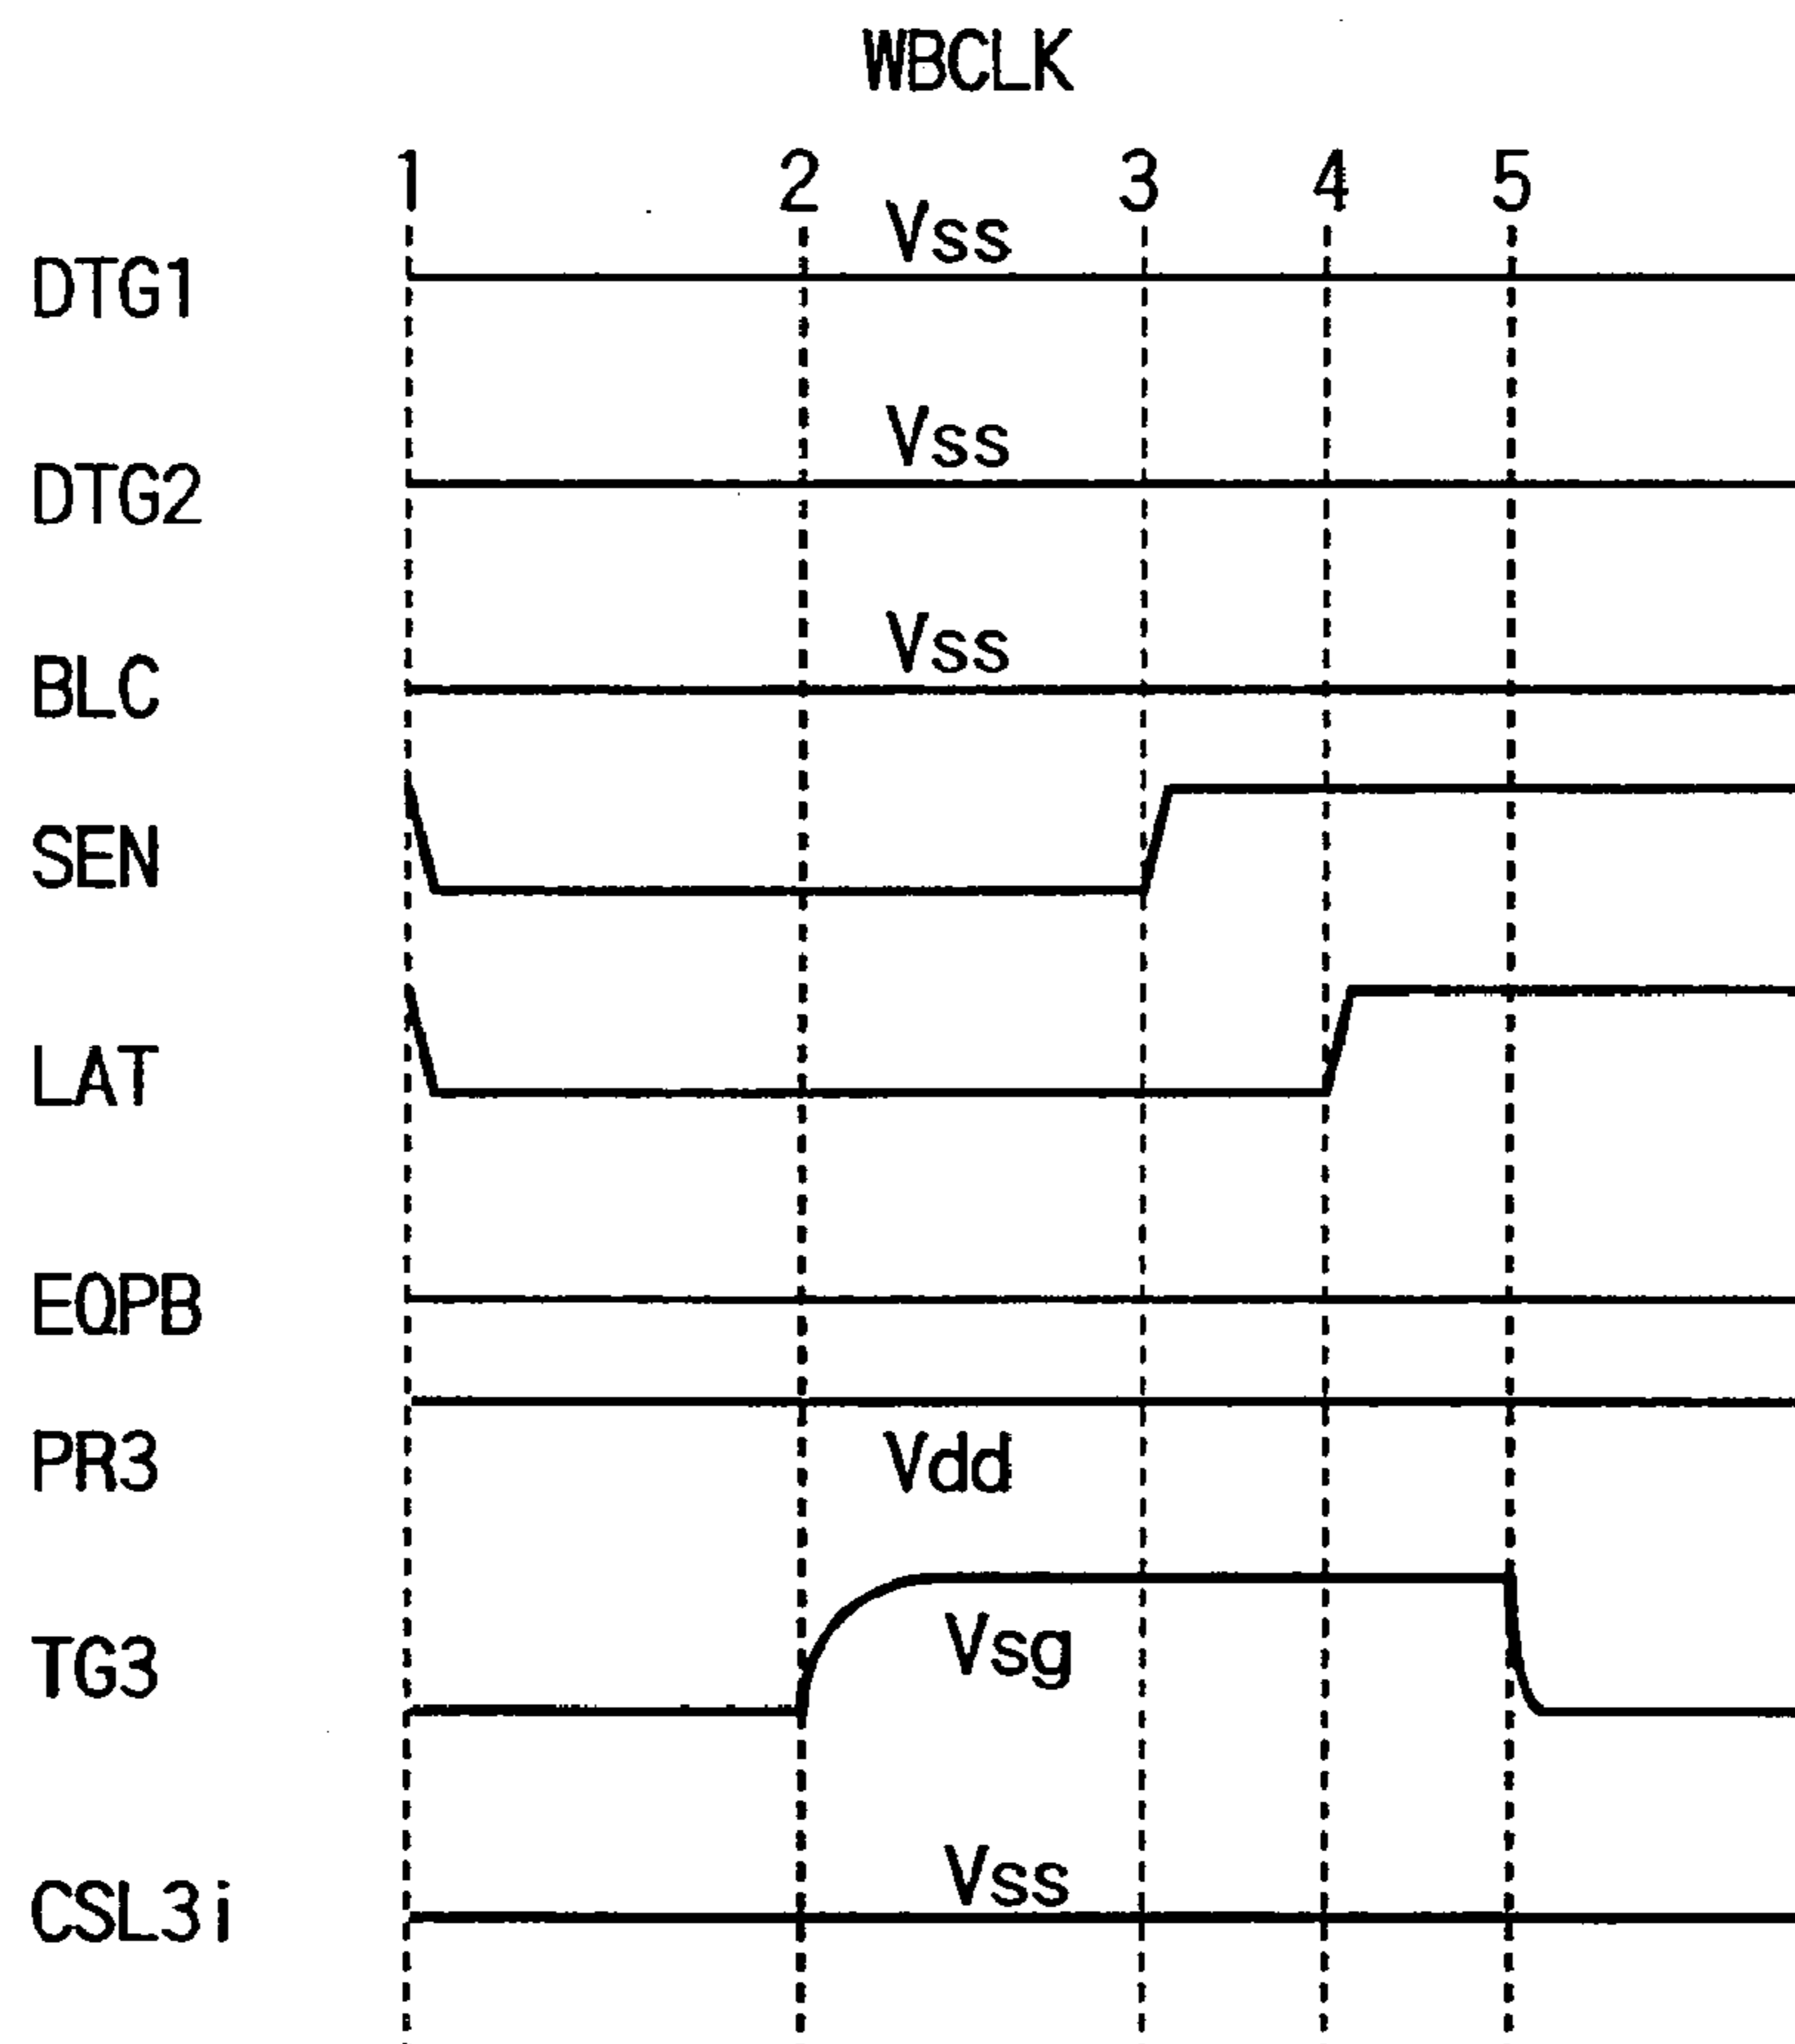 WBCLK
1 2 3 4 5
Vss
DTG1
Vss
DTG2
Vss
BLC
SEN
LAT
EQPB
PR3 Vdd
TG3 Vsg
Vss
CSL3i